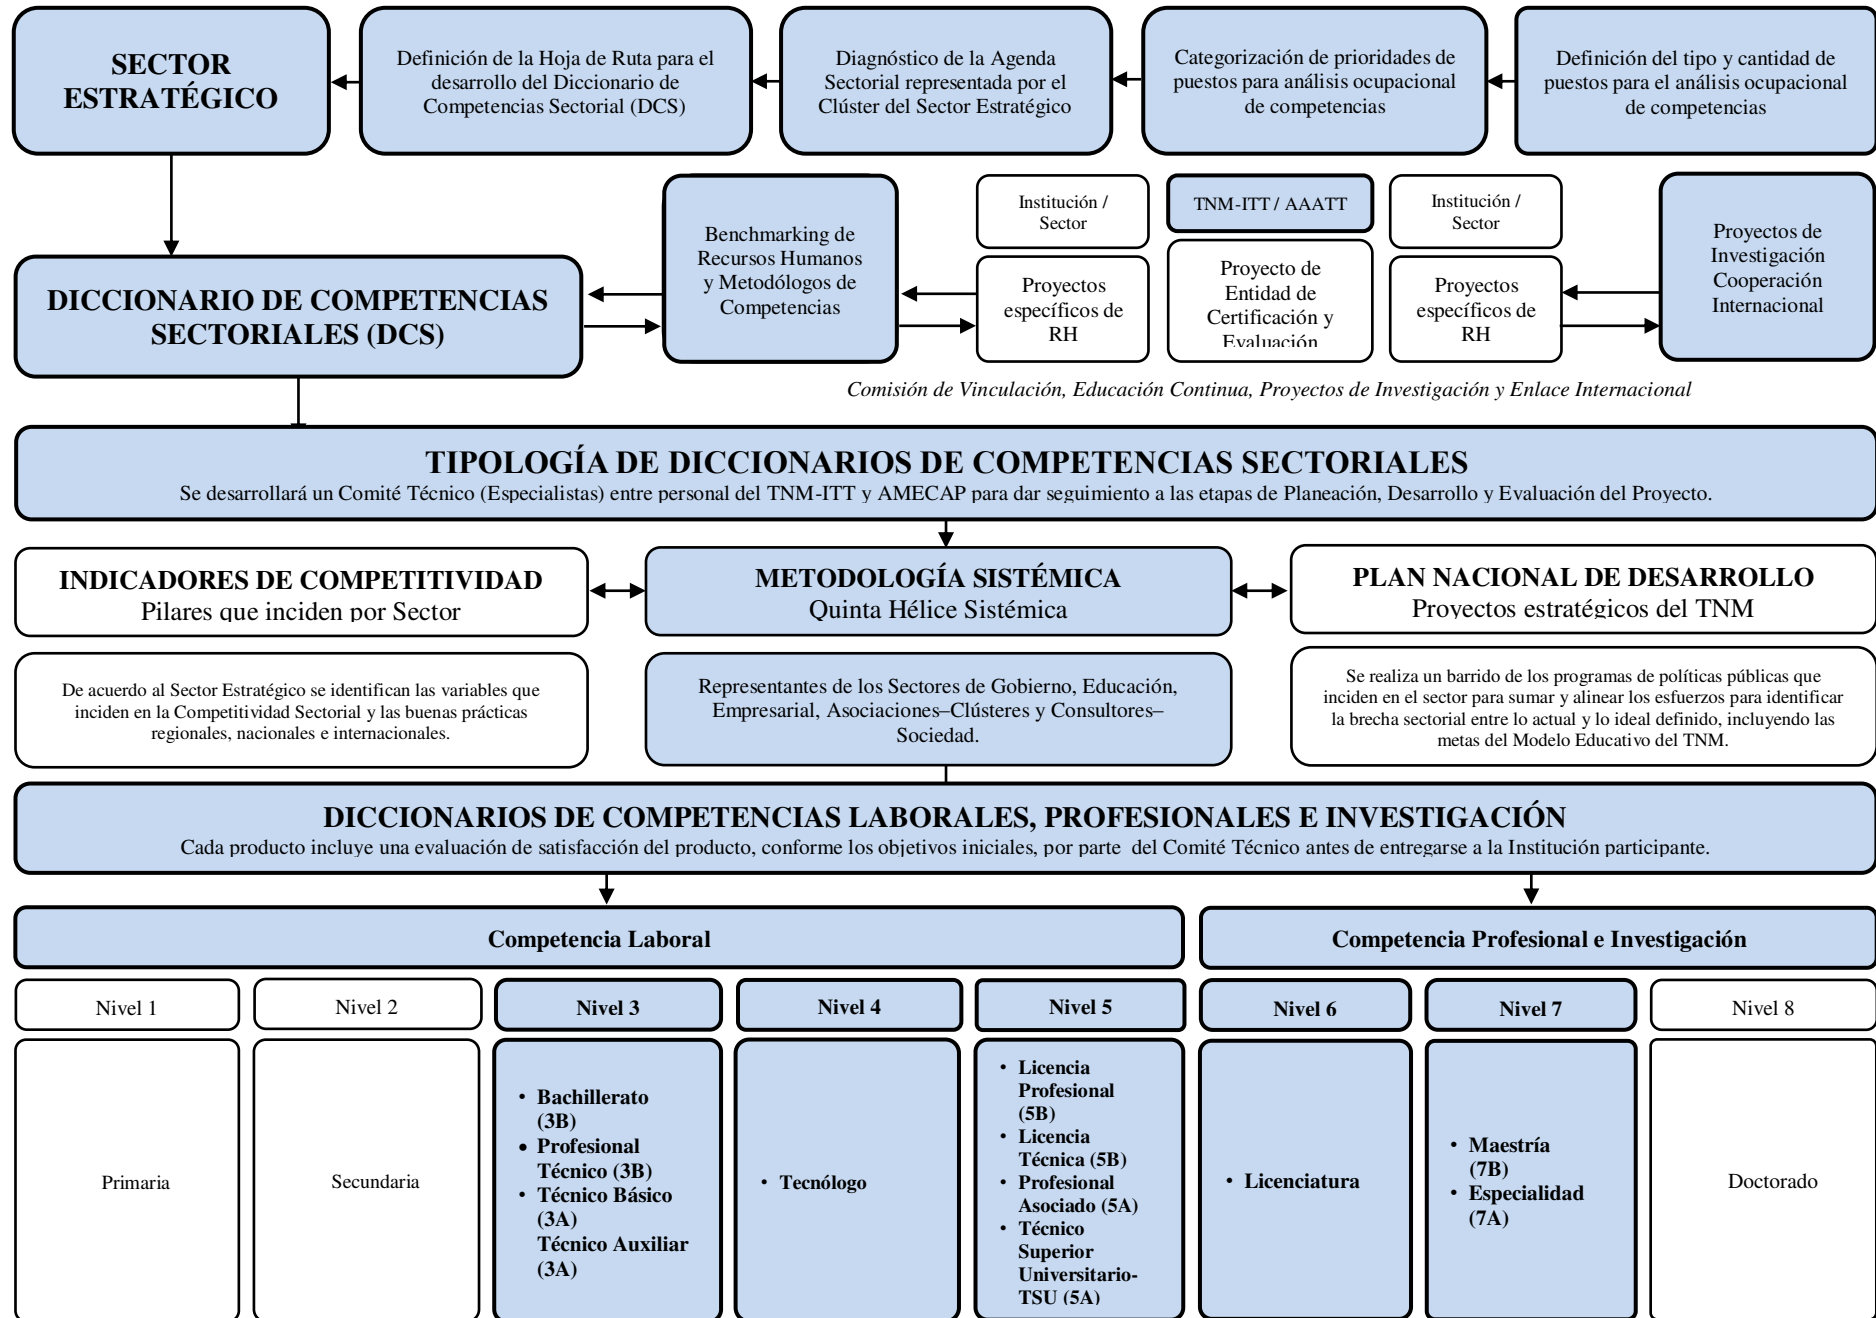 SECTOR
ESTRATÉGICO
Definición de la Hoja de Ruta para el
desarrollo del Diccionario de
Competencias Sectorial (DCS)
Diagnóstico de la Agenda
Sectorial representada por el
Clúster del Sector Estratégico
Categorización de prioridades de
puestos para análisis ocupacional
de competencias
Definición del tipo y cantidad de
puestos para el análisis ocupacional
de competencias
DICCIONARIO DE COMPETENCIAS
SECTORIALES (DCS)
Benchmarking de
Recursos Humanos
y Metodólogos de
Competencias
Institución /
Sector
Proyectos
específicos de
RH
TNM-ITT / AAATT
Proyecto de
Entidad de
Certificación y
Evaluación
Institución /
Sector
Proyectos
específicos de
RH
Proyectos de
Investigación
Cooperación
Internacional
Comisión de Vinculación, Educación Continua, Proyectos de Investigación y Enlace Internacional
TIPOLOGÍA DE DICCIONARIOS DE COMPETENCIAS SECTORIALES
Se desarrollará un Comité Técnico (Especialistas) entre personal del TNM-ITT y AMECAP para dar seguimiento a las etapas de Planeación, Desarrollo y Evaluación del Proyecto.
INDICADORES DE COMPETITIVIDAD
Pilares que inciden por Sector
METODOLOGÍA SISTÉMICA
Quinta Hélice Sistémica
PLAN NACIONAL DE DESARROLLO
Proyectos estratégicos del TNM
De acuerdo al Sector Estratégico se identifican las variables que
inciden en la Competitividad Sectorial y las buenas prácticas
regionales, nacionales e internacionales.
Representantes de los Sectores de Gobierno, Educación,
Empresarial, Asociaciones–Clústeres y Consultores–
Sociedad.
Se realiza un barrido de los programas de políticas públicas que
inciden en el sector para sumar y alinear los esfuerzos para identificar
la brecha sectorial entre lo actual y lo ideal definido, incluyendo las
metas del Modelo Educativo del TNM.
DICCIONARIOS DE COMPETENCIAS LABORALES, PROFESIONALES E INVESTIGACIÓN
Cada producto incluye una evaluación de satisfacción del producto, conforme los objetivos iniciales, por parte del Comité Técnico antes de entregarse a la Institución participante.
Competencia Laboral
Competencia Profesional e Investigación
Nivel 1
Nivel 2
Nivel 3
Nivel 4
Nivel 5
Nivel 6
Nivel 7
Nivel 8
Primaria
Secundaria
• Bachillerato
(3B)
• Profesional
Técnico (3B)
• Técnico Básico
(3A)
Técnico Auxiliar
(3A)
• Tecnólogo
• Licencia
Profesional
(5B)
• Licencia
Técnica (5B)
• Profesional
Asociado (5A)
• Técnico
Superior
Universitario-
TSU (5A)
• Licenciatura
• Maestría
(7B)
• Especialidad
(7A)
Doctorado